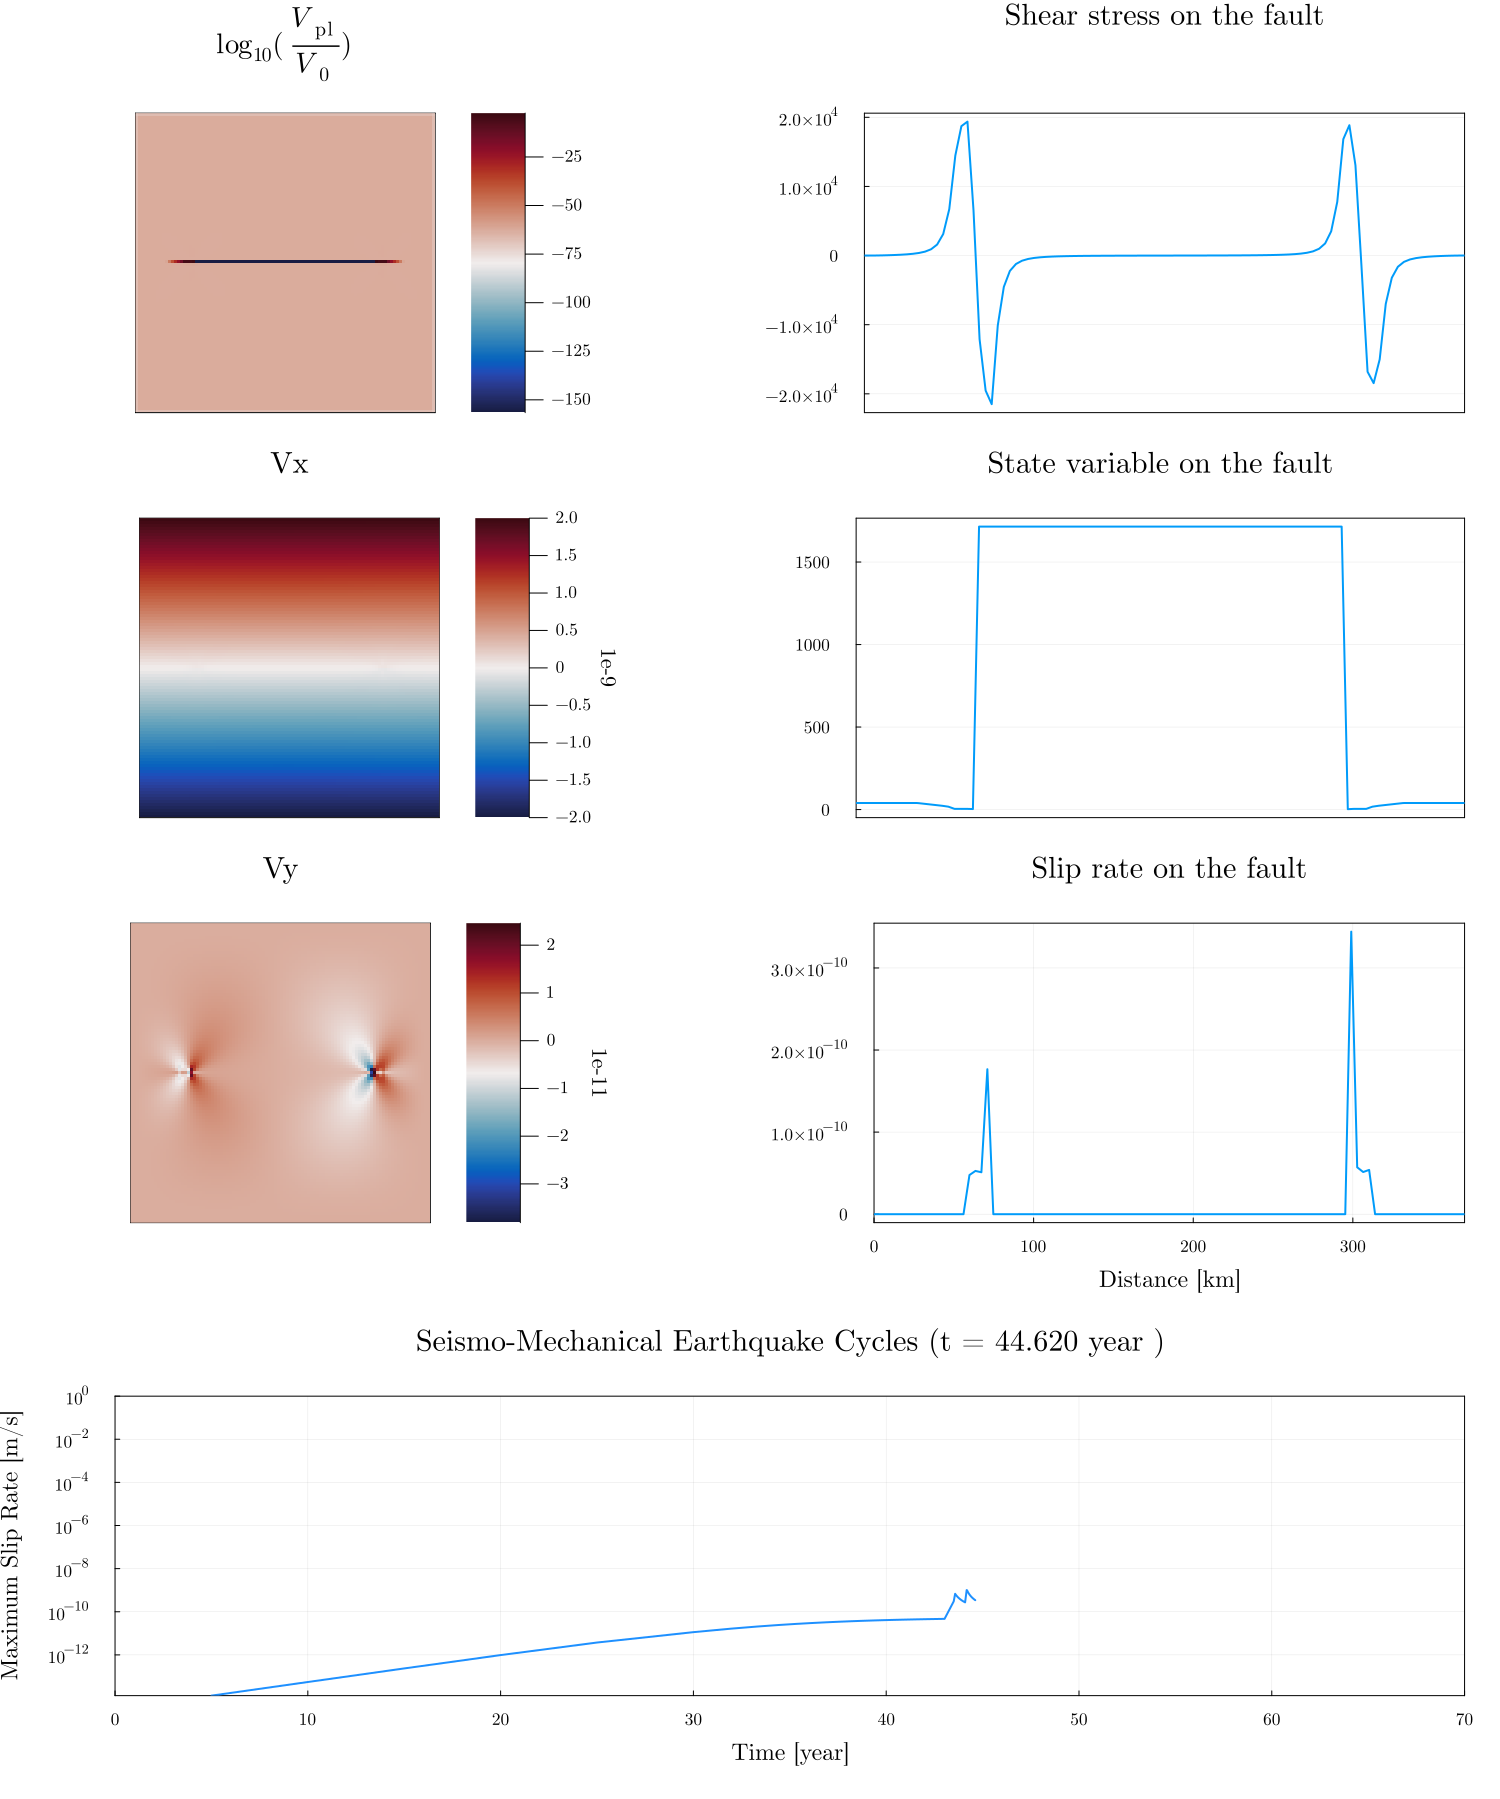 log₁₀( V_pl / V_0 )
−25
−50
−75
−100
−125
−150
Shear stress on the fault
2.0×10⁴
1.0×10⁴
0
−1.0×10⁴
−2.0×10⁴
Vx
2.0
1.5
1.0
0.5
0
−0.5
−1.0
−1.5
−2.0
1e-9
State variable on the fault
1500
1000
500
0
Vy
2
1
0
−1
−2
−3
1e-11
Slip rate on the fault
3.0×10⁻¹⁰
2.0×10⁻¹⁰
1.0×10⁻¹⁰
0
0 100 200 300
Distance [km]
Seismo-Mechanical Earthquake Cycles (t = 44.620 year )
Maximum Slip Rate [m/s]
10⁰
10⁻²
10⁻⁴
10⁻⁶
10⁻⁸
10⁻¹⁰
10⁻¹²
0 10 20 30 40 50 60 70
Time [year]